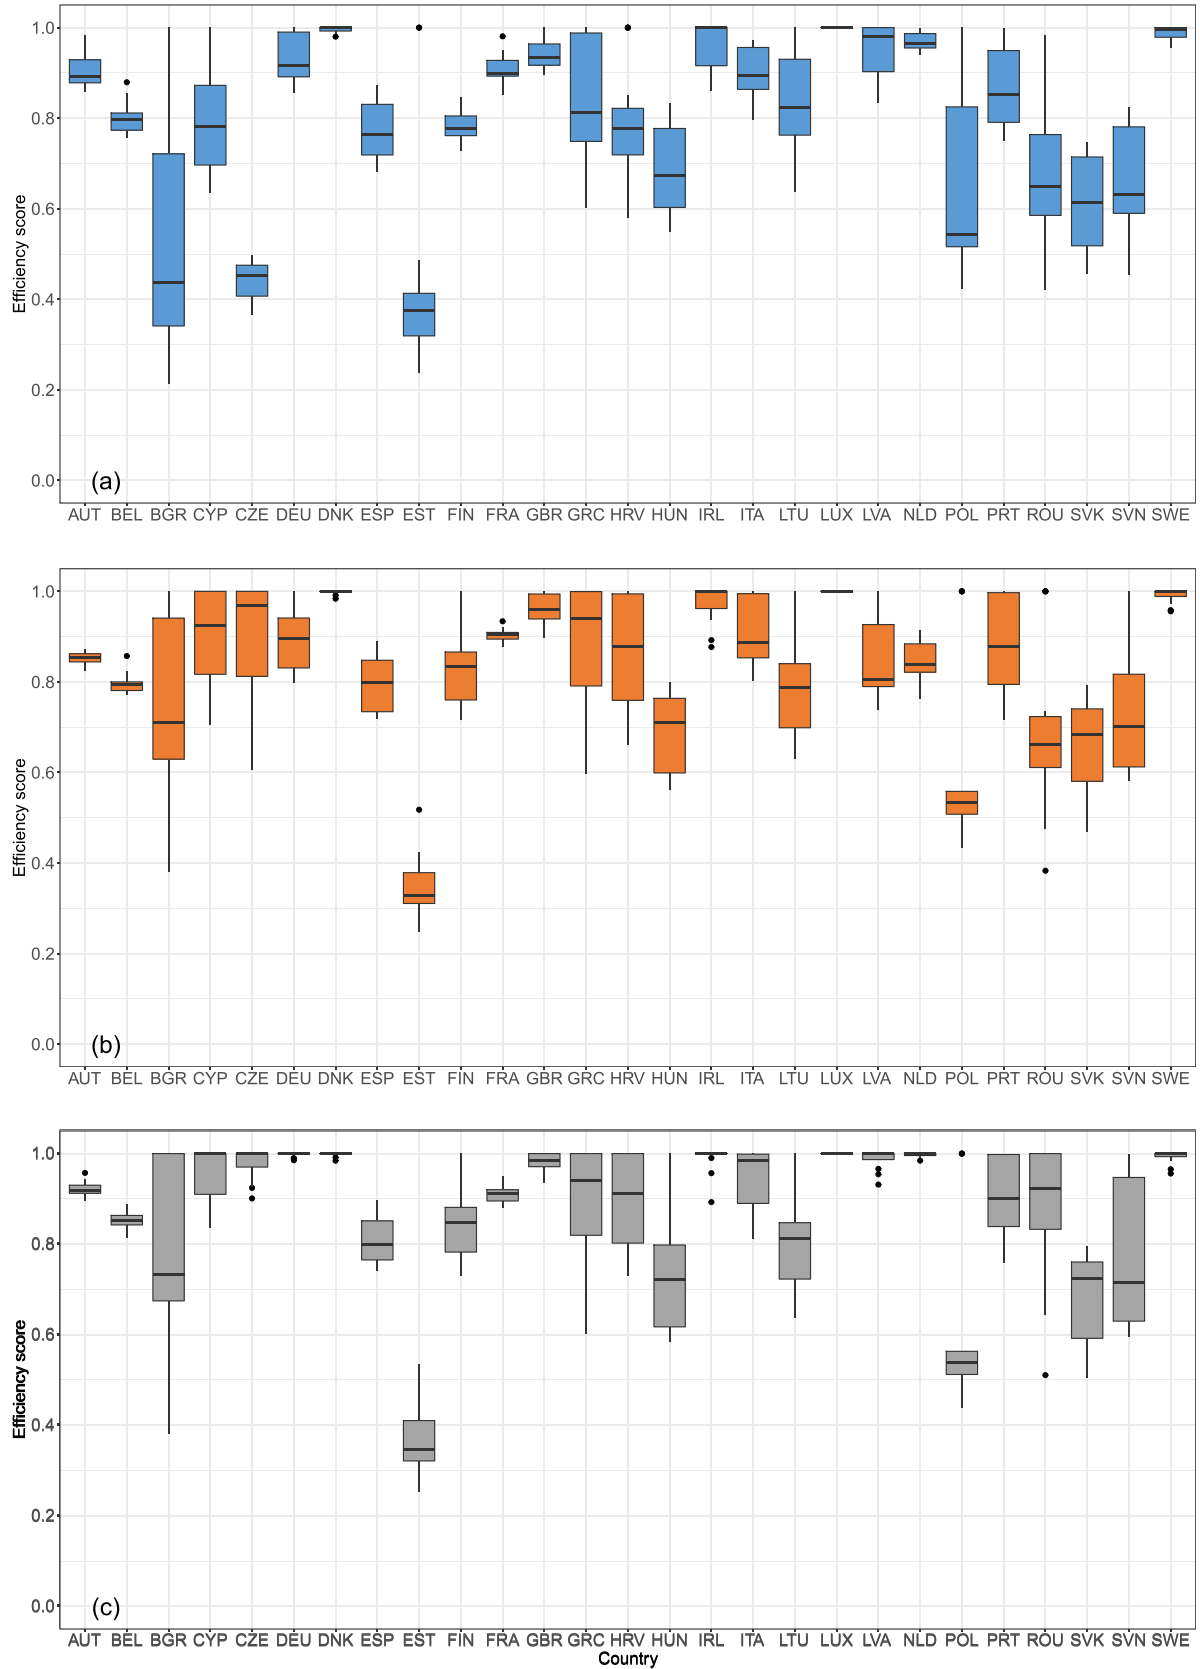 1.0
0.8
0.6
0.4
0.2
0.0
Efficiency score
(a)
AUT BEL BGR CYP CZE DEU DNK ESP EST FIN FRA GBR GRC HRV HUN IRL ITA LTU LUX LVA NLD POL PRT ROU SVK SVN SWE
1.0
0.8
0.6
0.4
0.2
0.0
Efficiency score
(b)
AUT BEL BGR CYP CZE DEU DNK ESP EST FIN FRA GBR GRC HRV HUN IRL ITA LTU LUX LVA NLD POL PRT ROU SVK SVN SWE
1.0
0.8
0.6
0.4
0.2
0.0
Efficiency score
(c)
AUT BEL BGR CYP CZE DEU DNK ESP EST FIN FRA GBR GRC HRV HUN IRL ITA LTU LUX LVA NLD POL PRT ROU SVK SVN SWE
Country